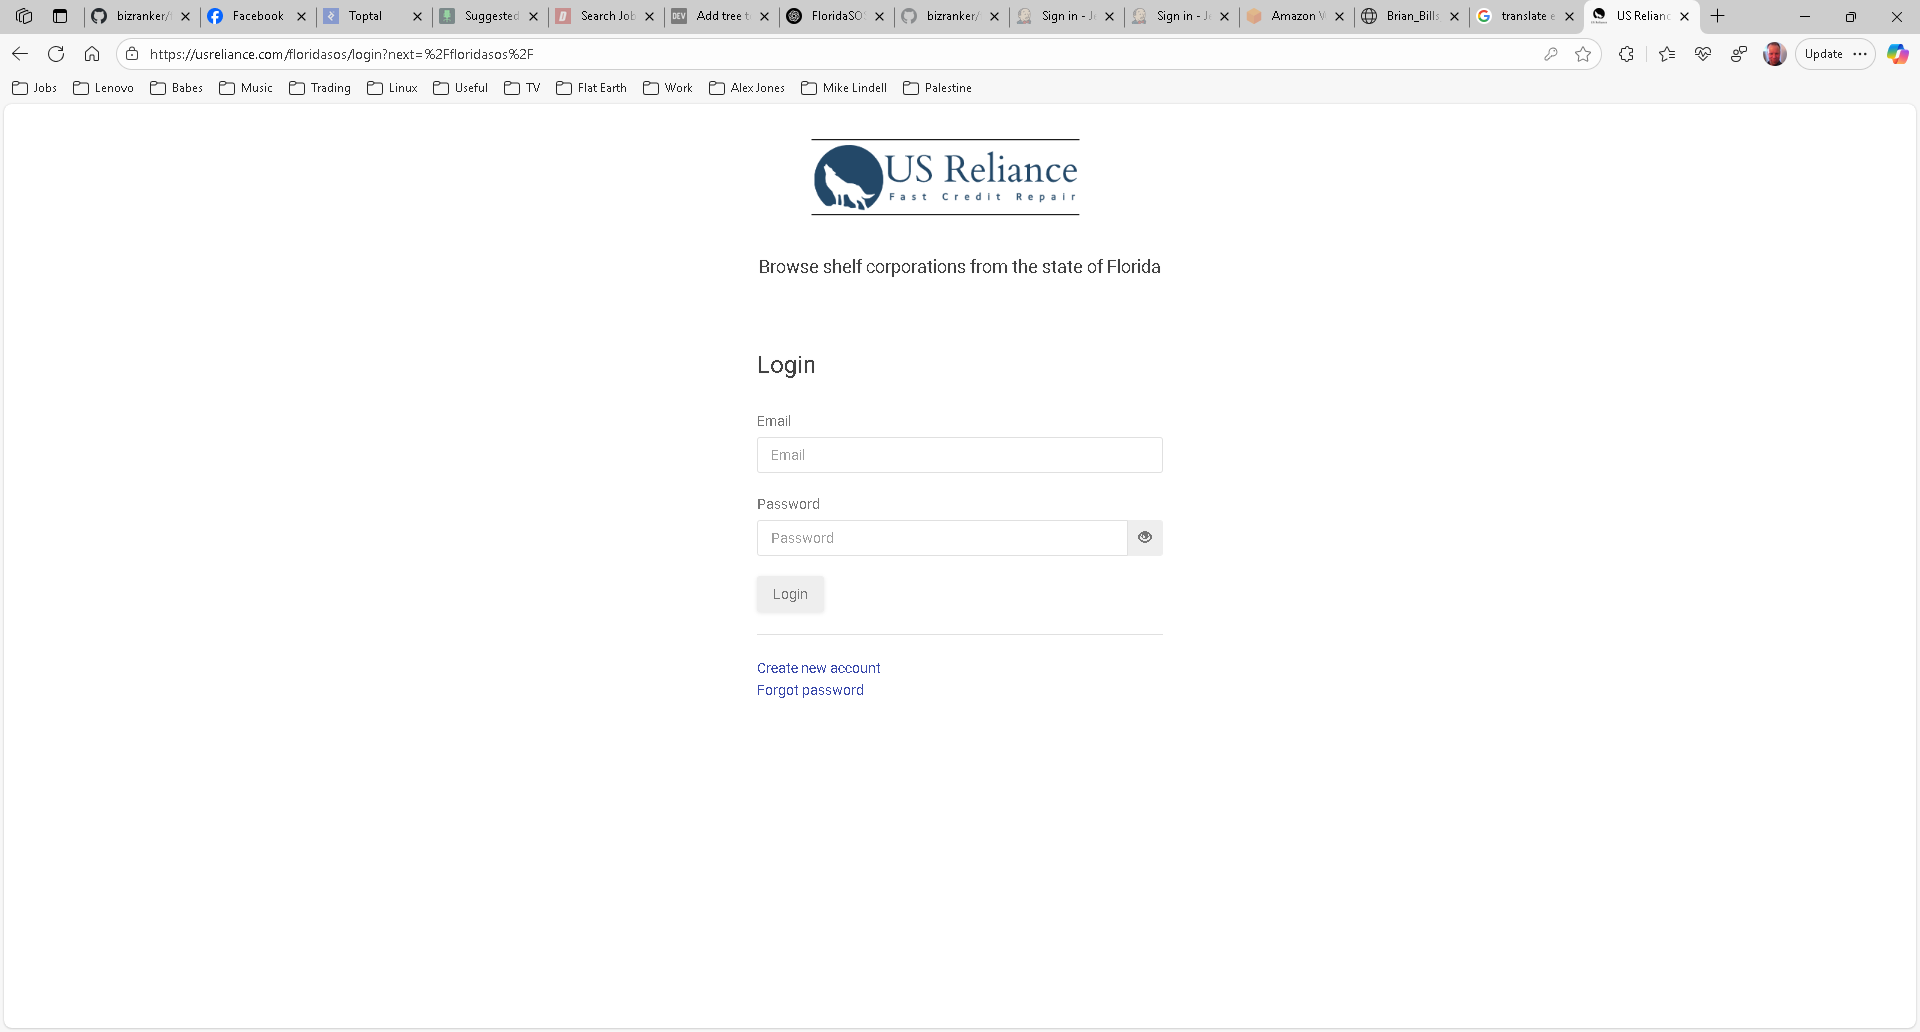 bizranker/
Facebook
Toptal
Suggested
Search Job
DEV
Add tree t
FloridaSO
bizranker/
Sign in - J
Sign in - J
Amazon
Brian_Bills
translate e
US Relianc
https://usreliance.com/floridasos/login?next=%2Ffloridasos%2F
Update
Jobs
Lenovo
Babes
Music
Trading
Linux
Useful
TV
Flat Earth
Work
Alex Jones
Mike Lindell
Palestine
US Reliance
Fast Credit Repair
Browse shelf corporations from the state of Florida
Login
Email
Email
Password
Password
Login
Create new account
Forgot password